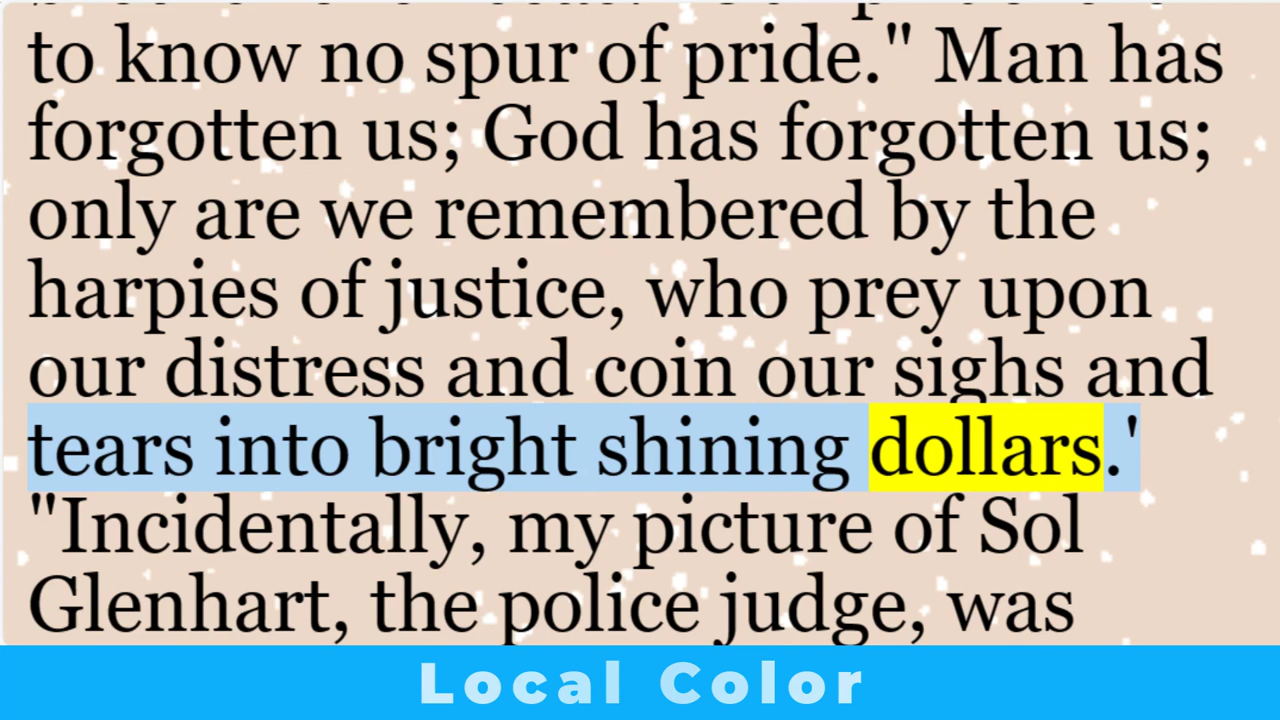 to know no spur of pride." Man has
forgotten us; God has forgotten us;
only are we remembered by the
harpies of justice, who prey upon
our distress and coin our sighs and
tears into bright shining dollars.'
"Incidentally, my picture of Sol
Glenhart, the police judge, was
Local Color